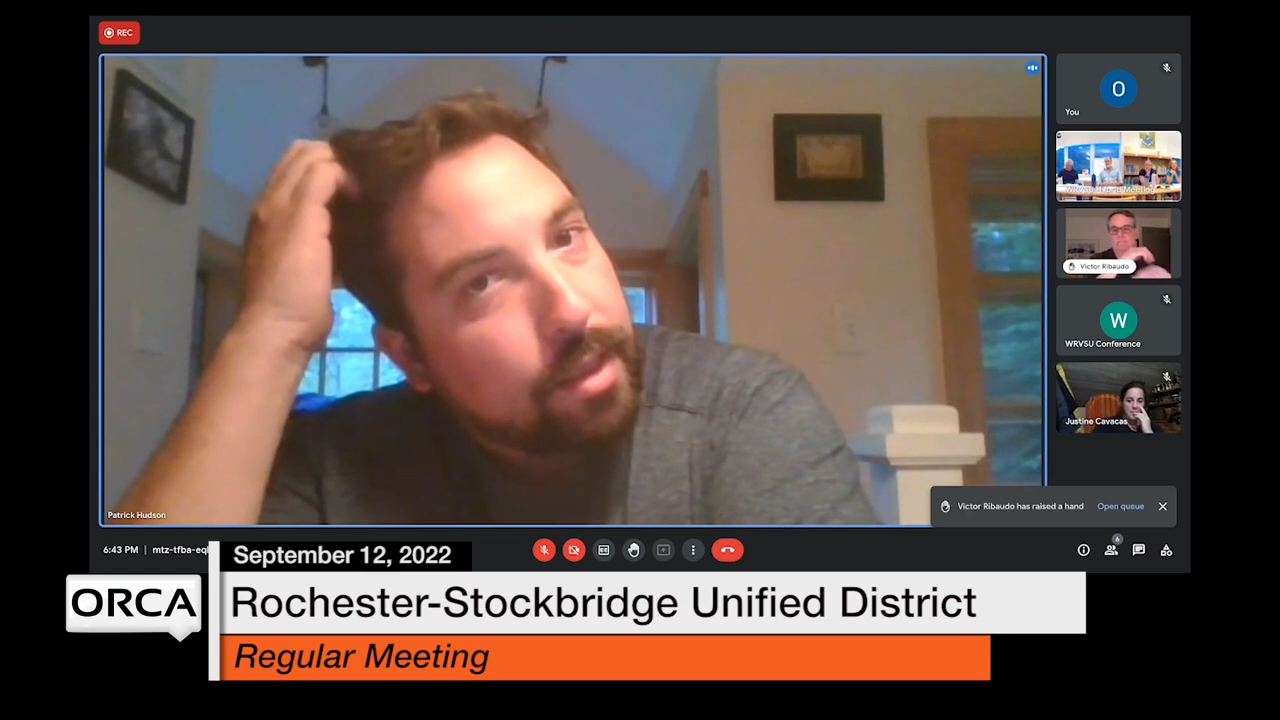 REC
O
You
Victor Ribaudo
W
WRVSU Conference
Justine Cavacas
Patrick Hudson
Victor Ribaudo has raised a hand
Open queue
6:43 PM
6
September 12, 2022
ORCA
Rochester-Stockbridge Unified District
Regular Meeting